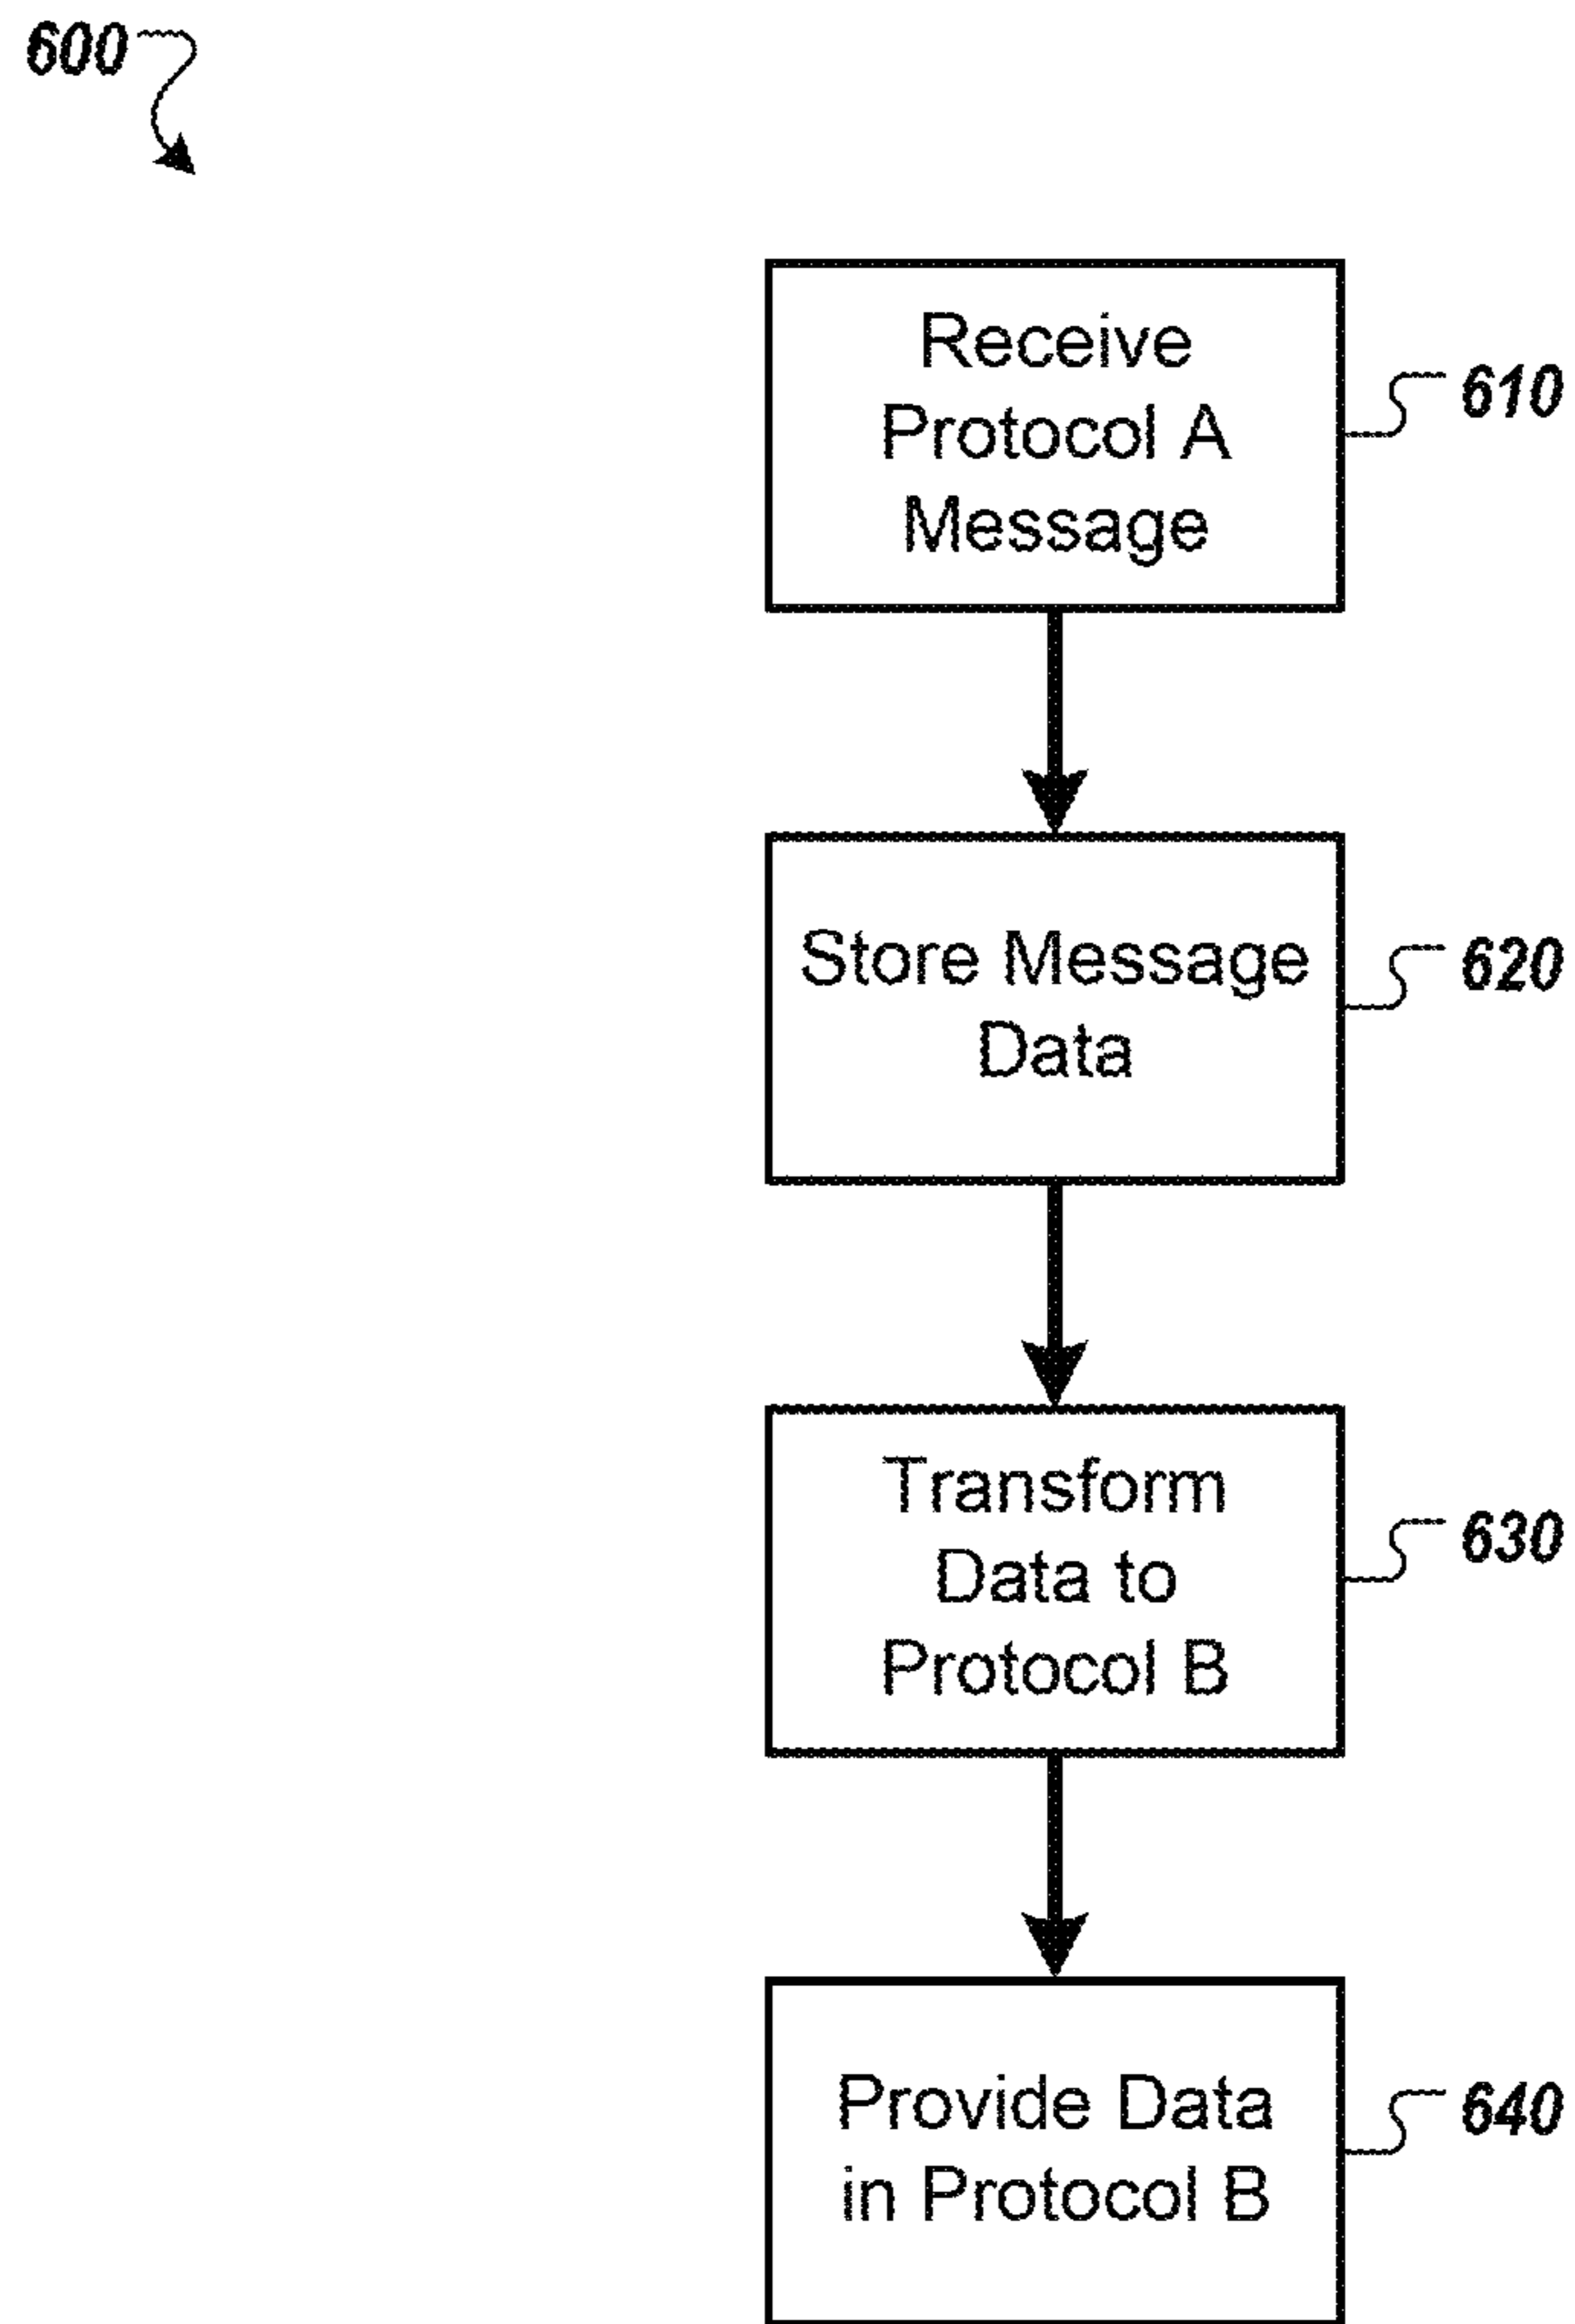 600
Receive
Protocol A
Message
610
Store Message
Data
620
Transform
Data to
Protocol B
630
Provide Data
in Protocol B
640